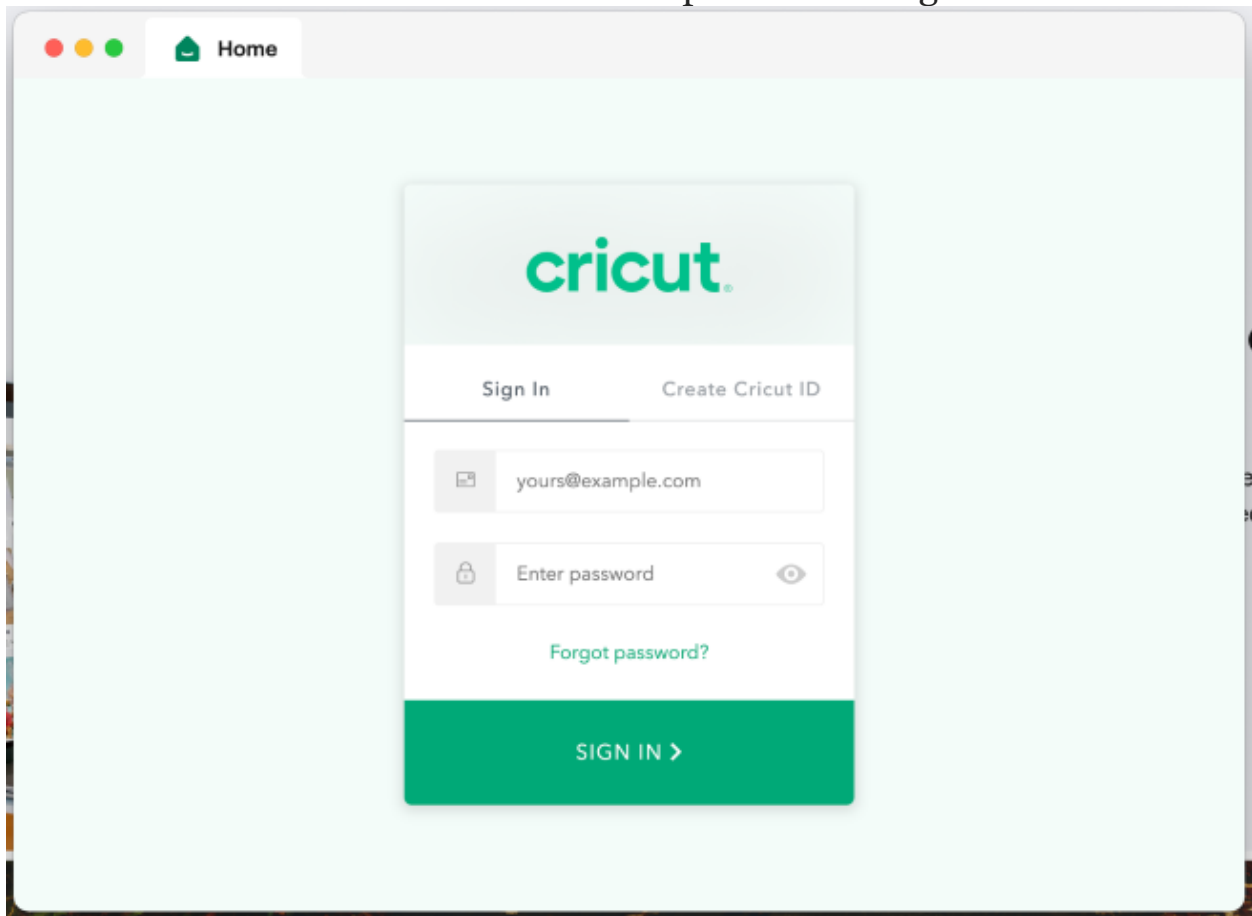 Home
cricut®
Sign In
Create Cricut ID
yours@example.com
Enter password
Forgot password?
SIGN IN >